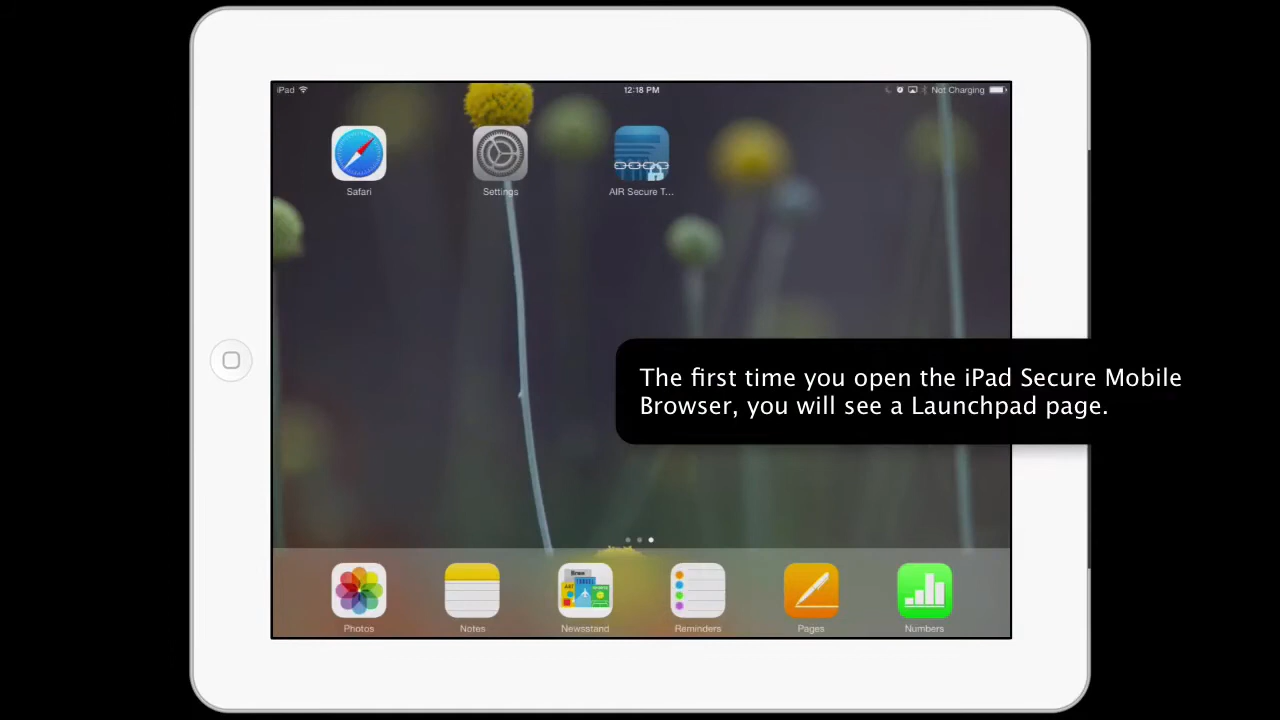 iPad 12:18 PM Not Charging
Safari Settings AIR Secure T...
The first time you open the iPad Secure Mobile
Browser, you will see a Launchpad page.
Photos Notes Newsstand Reminders Pages Numbers